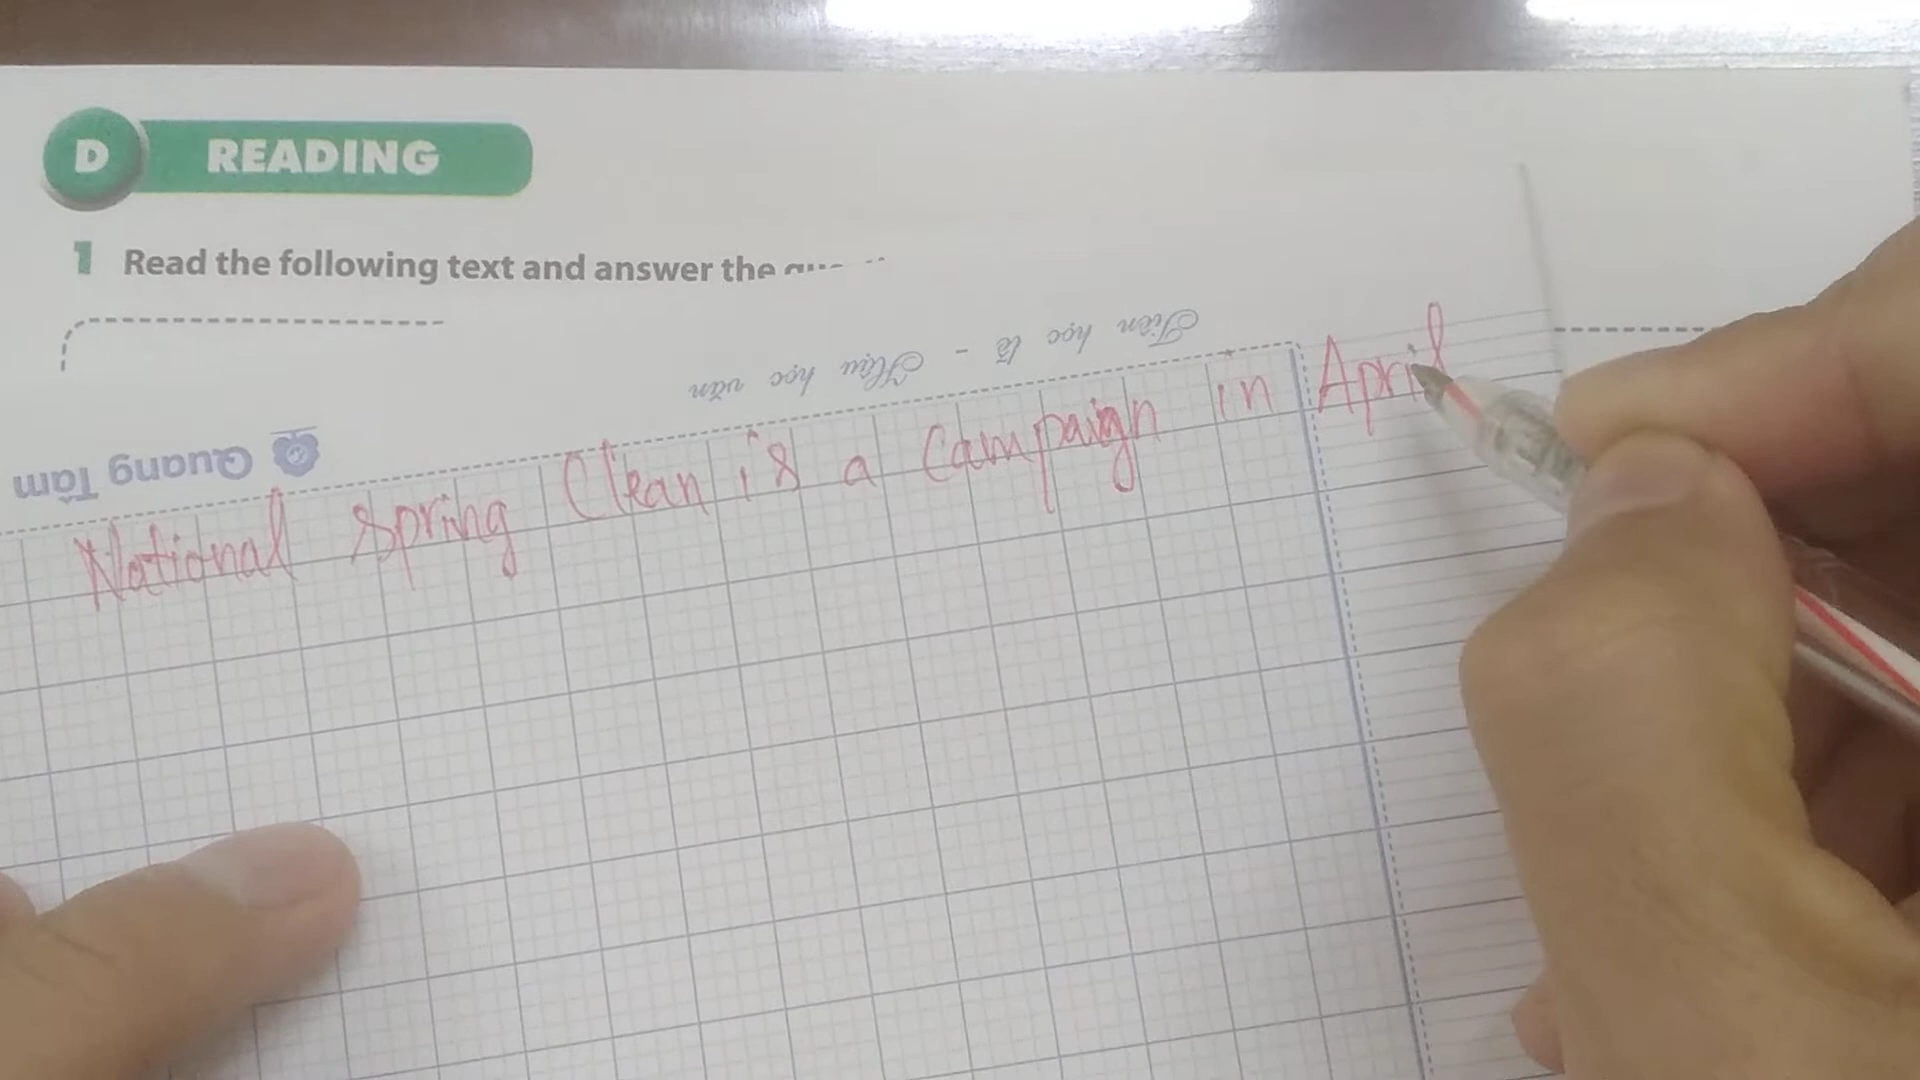 D READING
1 Read the following text and answer the
Tiên học lễ - Hậu học văn
Quang Tâm
National Spring Clean is a Campaign in April